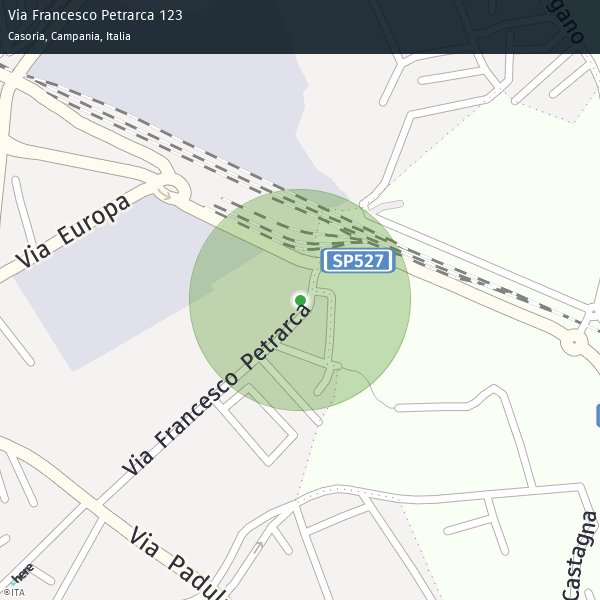 Via Francesco Petrarca 123
Casoria, Campania, Italia
gano
Via Europa
SP527
Via Francesco Petrarca
Via Padul
Castagna
here
©ITA